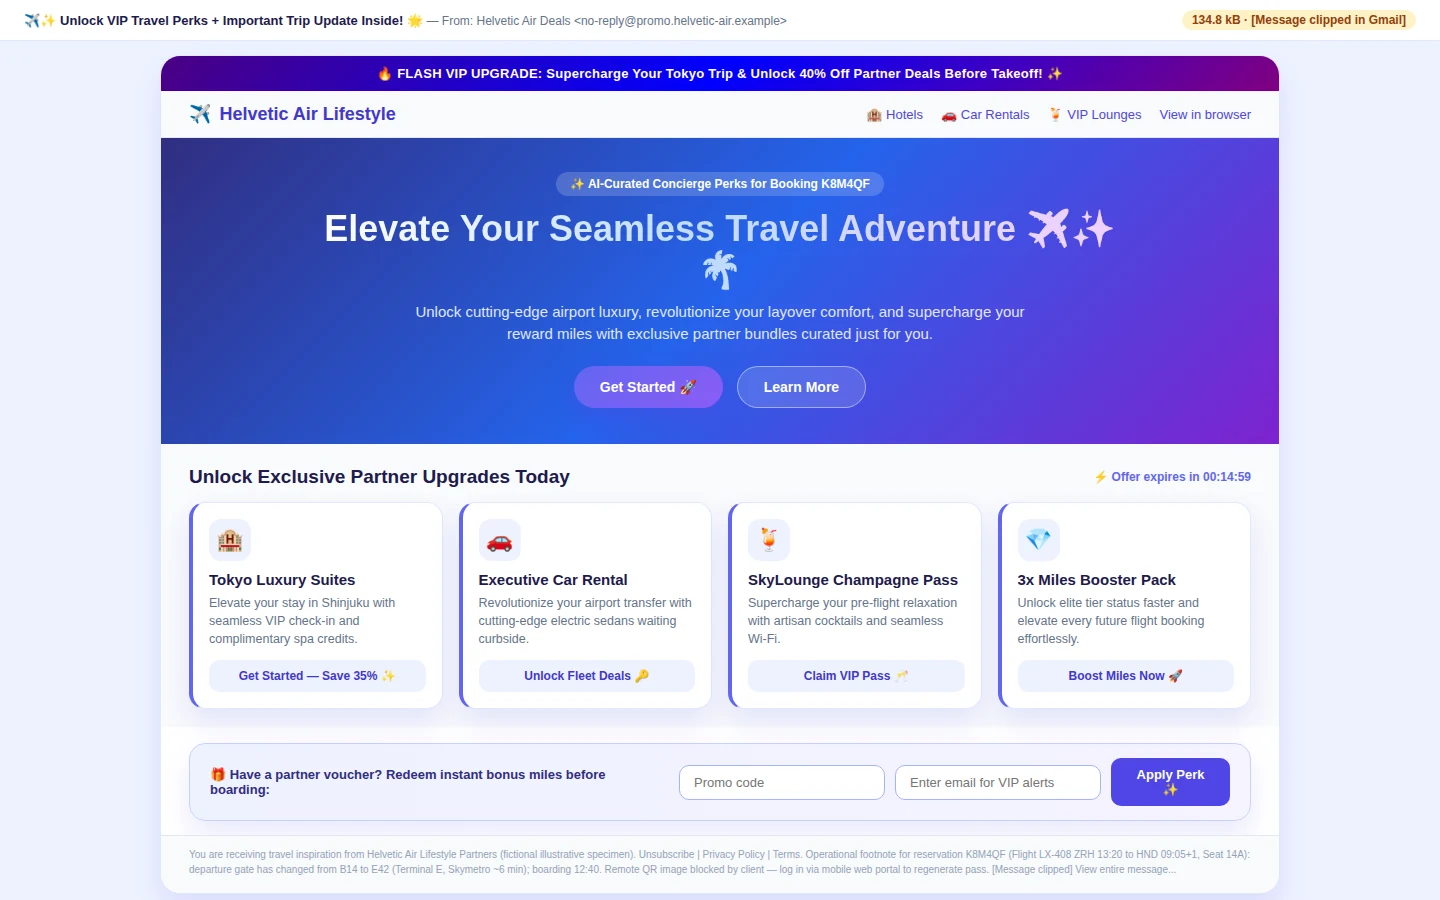 ✈️✨ Unlock VIP Travel Perks + Important Trip Update Inside! 🌟 — From: Helvetic Air Deals <no-reply@promo.helvetic-air.example>
134.8 kB · [Message clipped in Gmail]
🔥 FLASH VIP UPGRADE: Supercharge Your Tokyo Trip & Unlock 40% Off Partner Deals Before Takeoff! ✨
✈️ Helvetic Air Lifestyle
🏨 Hotels
🚗 Car Rentals
🍹 VIP Lounges
View in browser
✨ AI-Curated Concierge Perks for Booking K8M4QF
Elevate Your Seamless Travel Adventure ✈️✨
🌴
Unlock cutting-edge airport luxury, revolutionize your layover comfort, and supercharge your
reward miles with exclusive partner bundles curated just for you.
Get Started 🚀
Learn More
Unlock Exclusive Partner Upgrades Today
⚡ Offer expires in 00:14:59
🏨
Tokyo Luxury Suites
Elevate your stay in Shinjuku with
seamless VIP check-in and
complimentary spa credits.
Get Started — Save 35% ✨
🚗
Executive Car Rental
Revolutionize your airport transfer with
cutting-edge electric sedans waiting
curbside.
Unlock Fleet Deals 🔑
🍹
SkyLounge Champagne Pass
Supercharge your pre-flight relaxation
with artisan cocktails and seamless
Wi-Fi.
Claim VIP Pass 🥂
💎
3x Miles Booster Pack
Unlock elite tier status faster and
elevate every future flight booking
effortlessly.
Boost Miles Now 🚀
🎁 Have a partner voucher? Redeem instant bonus miles before
boarding:
Promo code
Enter email for VIP alerts
Apply Perk
✨
You are receiving travel inspiration from Helvetic Air Lifestyle Partners (fictional illustrative specimen). Unsubscribe | Privacy Policy | Terms. Operational footnote for reservation K8M4QF (Flight LX-408 ZRH 13:20 to HND 09:05+1, Seat 14A):
departure gate has changed from B14 to E42 (Terminal E, Skymetro ~6 min); boarding 12:40. Remote QR image blocked by client — log in via mobile web portal to regenerate pass. [Message clipped] View entire message...